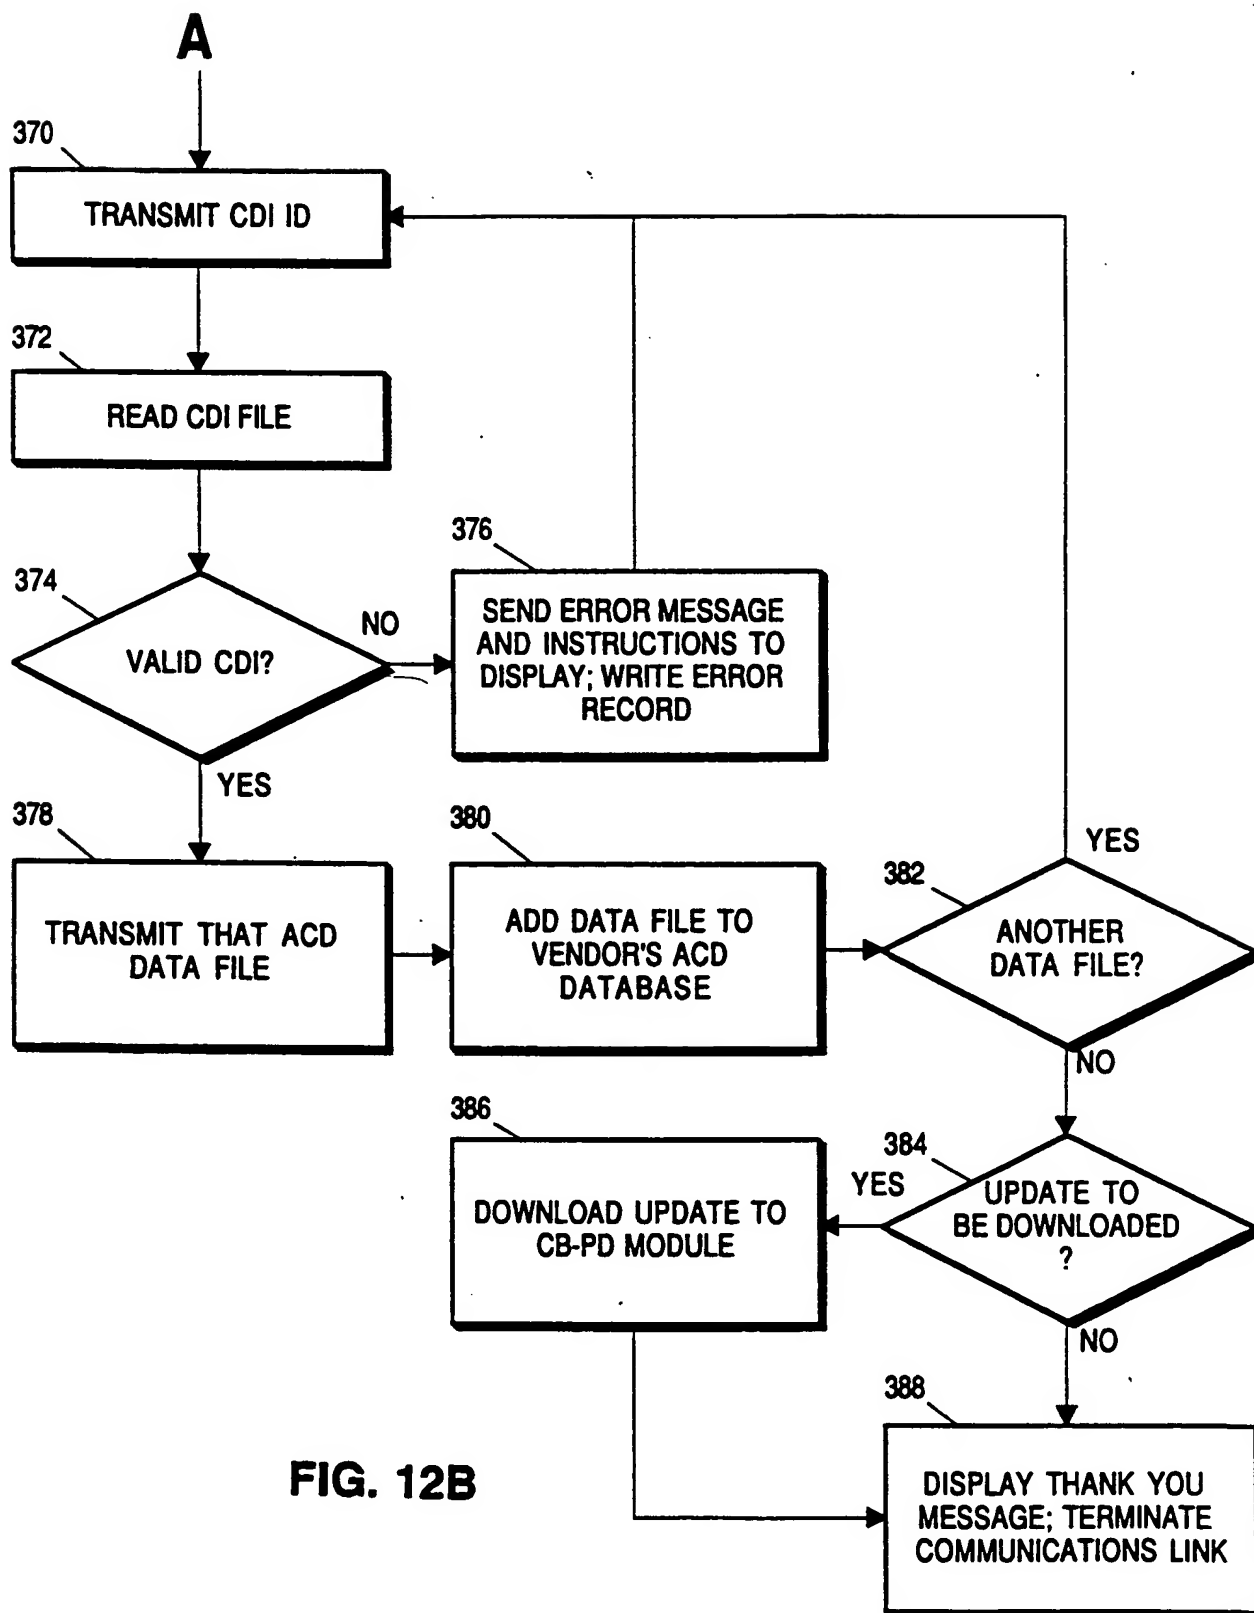 A
370
TRANSMIT CDI ID
372
READ CDI FILE
374
VALID CDI?
NO
YES
376
SEND ERROR MESSAGE
AND INSTRUCTIONS TO
DISPLAY; WRITE ERROR
RECORD
378
TRANSMIT THAT ACD
DATA FILE
380
ADD DATA FILE TO
VENDOR'S ACD
DATABASE
382
YES
ANOTHER
DATA FILE?
NO
384
YES
UPDATE TO
BE DOWNLOADED
?
NO
386
DOWNLOAD UPDATE TO
CB-PD MODULE
388
DISPLAY THANK YOU
MESSAGE; TERMINATE
COMMUNICATIONS LINK
FIG. 12B